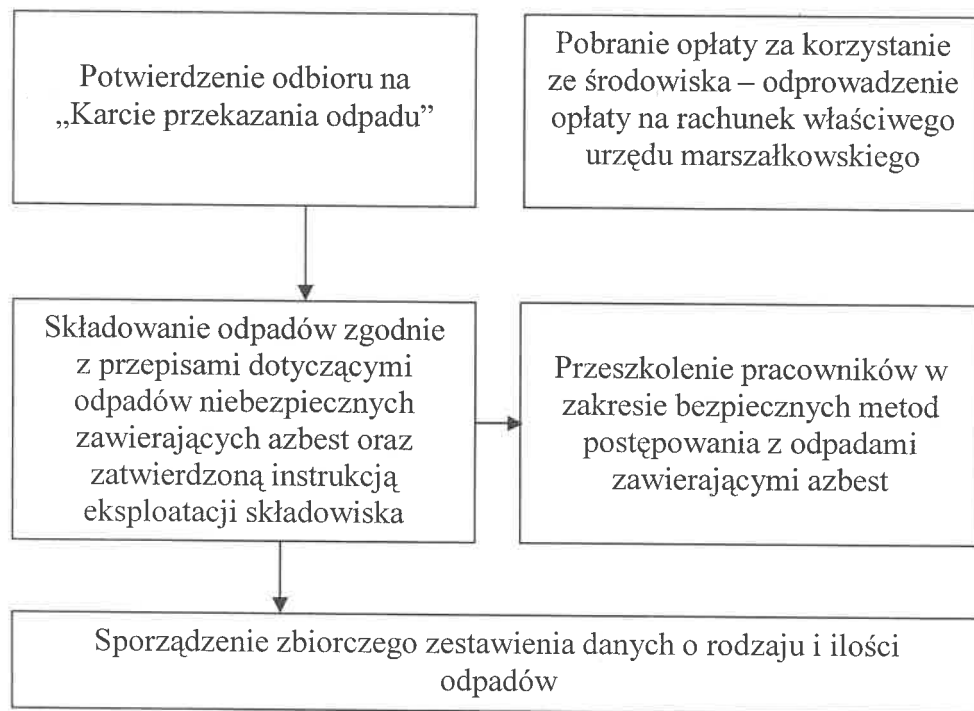 Potwierdzenie odbioru na
„Karcie przekazania odpadu”
Pobranie opłaty za korzystanie
ze środowiska – odprowadzenie
opłaty na rachunek właściwego
urzędu marszałkowskiego
Składowanie odpadów zgodnie
z przepisami dotyczącymi
odpadów niebezpiecznych
zawierających azbest oraz
zatwierdzoną instrukcją
eksploatacji składowiska
Przeszkolenie pracowników w
zakresie bezpiecznych metod
postępowania z odpadami
zawierającymi azbest
Sporządzenie zbiorczego zestawienia danych o rodzaju i ilości
odpadów